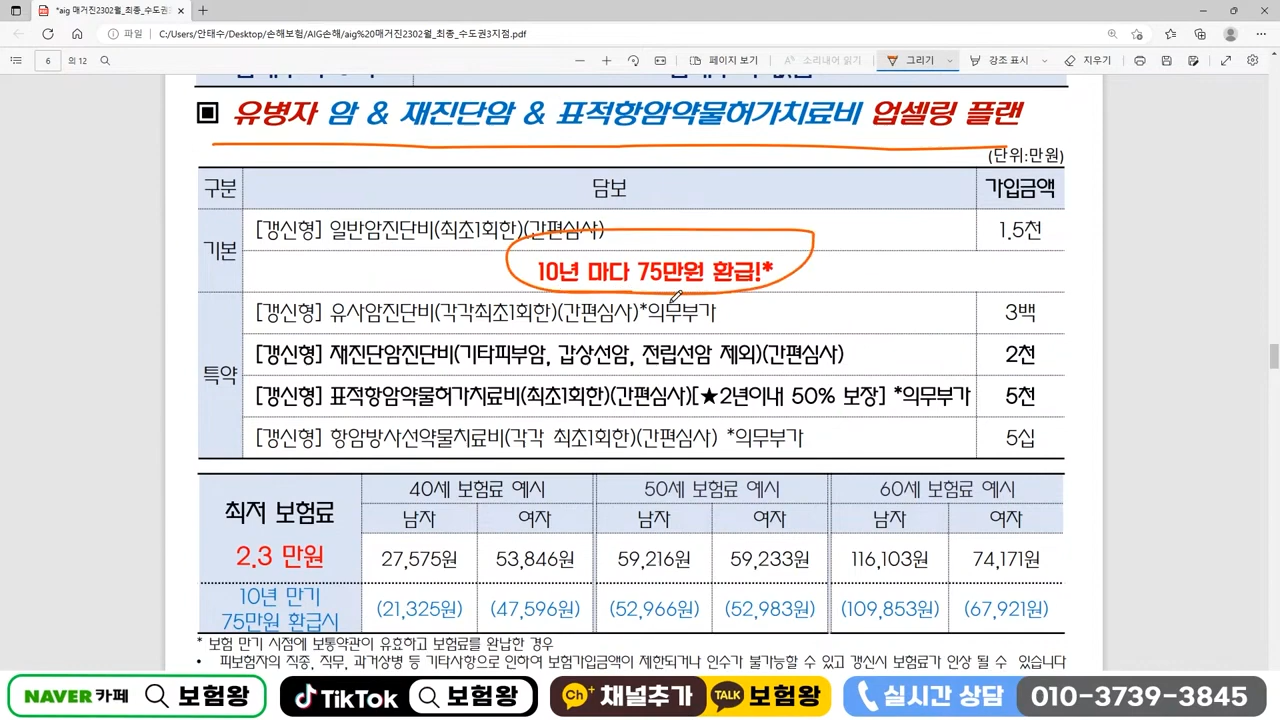 *aig 매거진2302월_최종_수도권3
파일
C:/Users/안태수/Desktop/손해보험/AIG손해/aig%20매거진2302월_최종_수도권3지점.pdf
6 의 12
페이지 보기
소리내어 읽기
그리기
강조 표시
지우기
유병자 암 & 재진단암 & 표적항암약물허가치료비 업셀링 플랜
(단위:만원)
구분 담보 가입금액
기본 [갱신형] 일반암진단비(최초1회한)(간편심사) 1.5천
10년 마다 75만원 환급!*
특약 [갱신형] 유사암진단비(각각최초1회한)(간편심사)*의무부가 3백
[갱신형] 재진단암진단비(기타피부암, 갑상선암, 전립선암 제외)(간편심사) 2천
[갱신형] 표적항암약물허가치료비(최초1회한)(간편심사)[★2년이내 50% 보장] *의무부가 5천
[갱신형] 항암방사선약물치료비(각각 최초1회한)(간편심사) *의무부가 5십
최저 보험료 40세 보험료 예시 50세 보험료 예시 60세 보험료 예시
남자 여자 남자 여자 남자 여자
2.3 만원 27,575원 53,846원 59,216원 59,233원 116,103원 74,171원
10년 만기
75만원 환급시 (21,325원) (47,596원) (52,966원) (52,983원) (109,853원) (67,921원)
* 보험 만기 시점에 보통약관이 유효하고 보험료를 완납한 경우
• 피보험자의 직종, 직무, 과거상병 등 기타사항으로 인하여 보험가입금액이 제한되거나 인수가 불가능할 수 있고 갱신시 보험료가 인상 될 수 있습니다
NAVER 카페 보험왕
TikTok 보험왕
Ch+ 채널추가 TALK 보험왕
실시간 상담 010-3739-3845